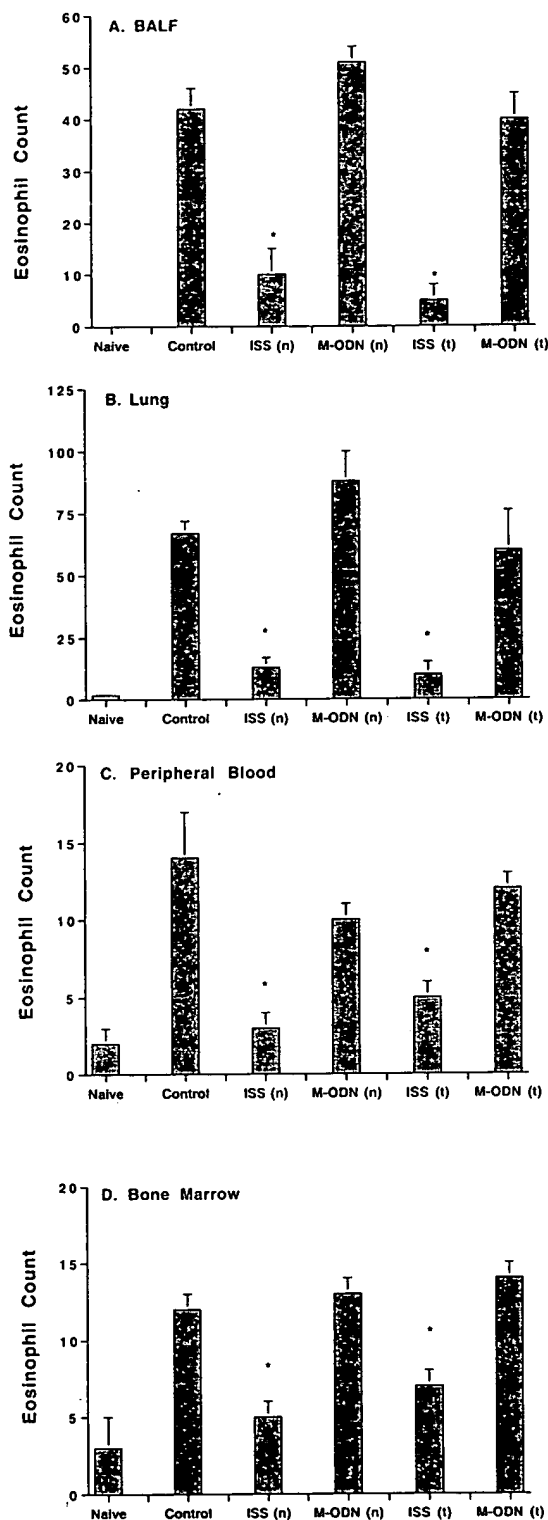 A. BALF
Eosinophil Count
60
50
40
30
20
10
0
Naive Control ISS (n) M-ODN (n) ISS (t) M-ODN (t)
* *
B. Lung
Eosinophil Count
125
100
75
50
25
0
Naive Control ISS (n) M-ODN (n) ISS (t) M-ODN (t)
* *
C. Peripheral Blood
Eosinophil Count
20
15
10
5
0
Naive Control ISS (n) M-ODN (n) ISS (t) M-ODN (t)
* *
D. Bone Marrow
Eosinophil Count
20
15
10
5
0
Naive Control ISS (n) M-ODN (n) ISS (t) M-ODN (t)
* *